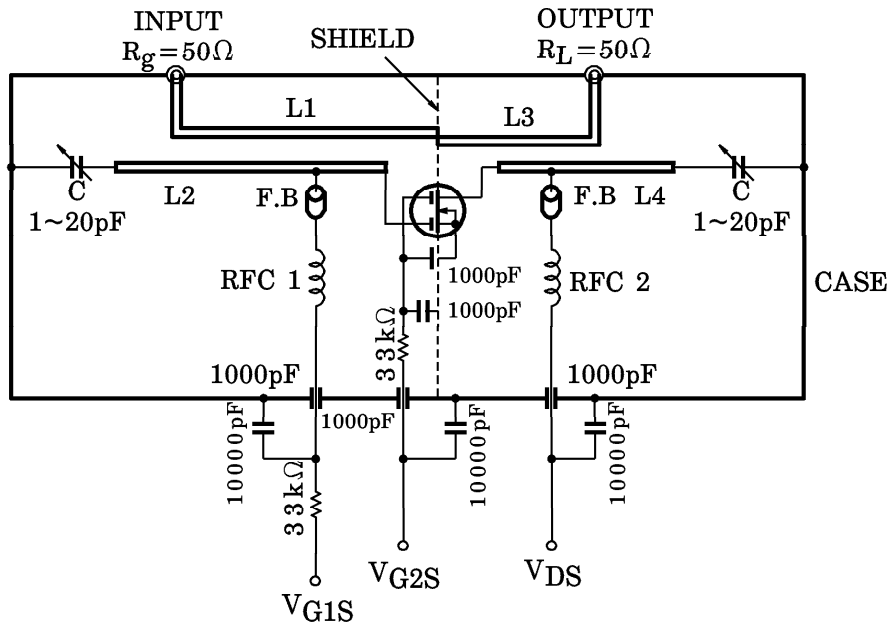 INPUT
Rg=50Ω
OUTPUT
RL=50Ω
SHIELD
L1
L3
C
1~20pF
L2
F.B
F.B
L4
C
1~20pF
RFC 1
1000pF
RFC 2
CASE
1000pF
33kΩ
1000pF
1000pF
1000pF
10000pF
33kΩ
10000pF
10000pF
VG1S
VG2S
VDS